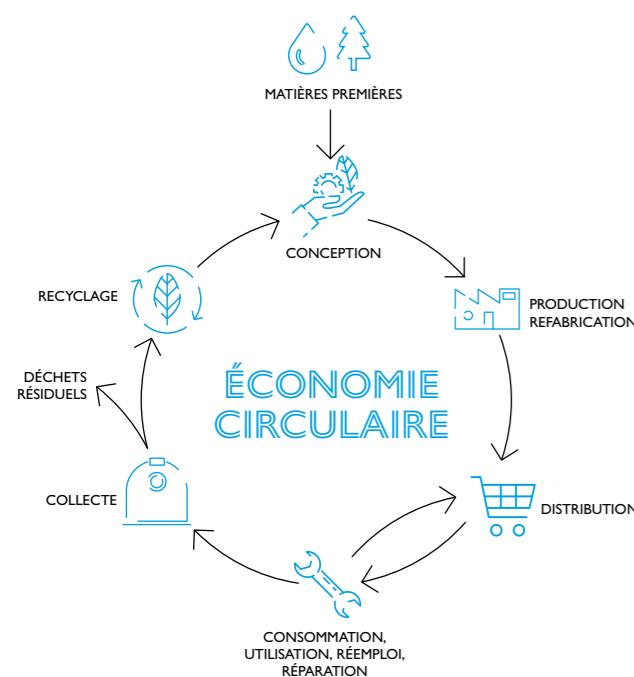 MATIÈRES PREMIÈRES
CONCEPTION
RECYCLAGE
PRODUCTION
REFABRICATION
DÉCHETS
RÉSIDUELS
ÉCONOMIE
CIRCULAIRE
COLLECTE
DISTRIBUTION
CONSOMMATION,
UTILISATION, RÉEMPLOI,
RÉPARATION